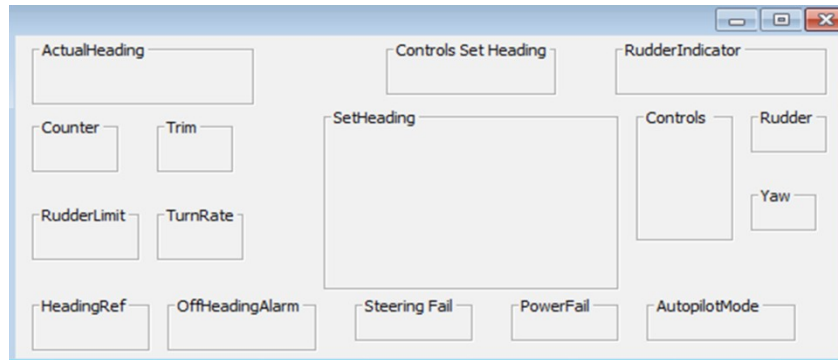 ActualHeading
Controls Set Heading
RudderIndicator
Counter
Trim
SetHeading
Controls
Rudder
Yaw
RudderLimit
TurnRate
HeadingRef
OffHeadingAlarm
Steering Fail
PowerFail
AutopilotMode